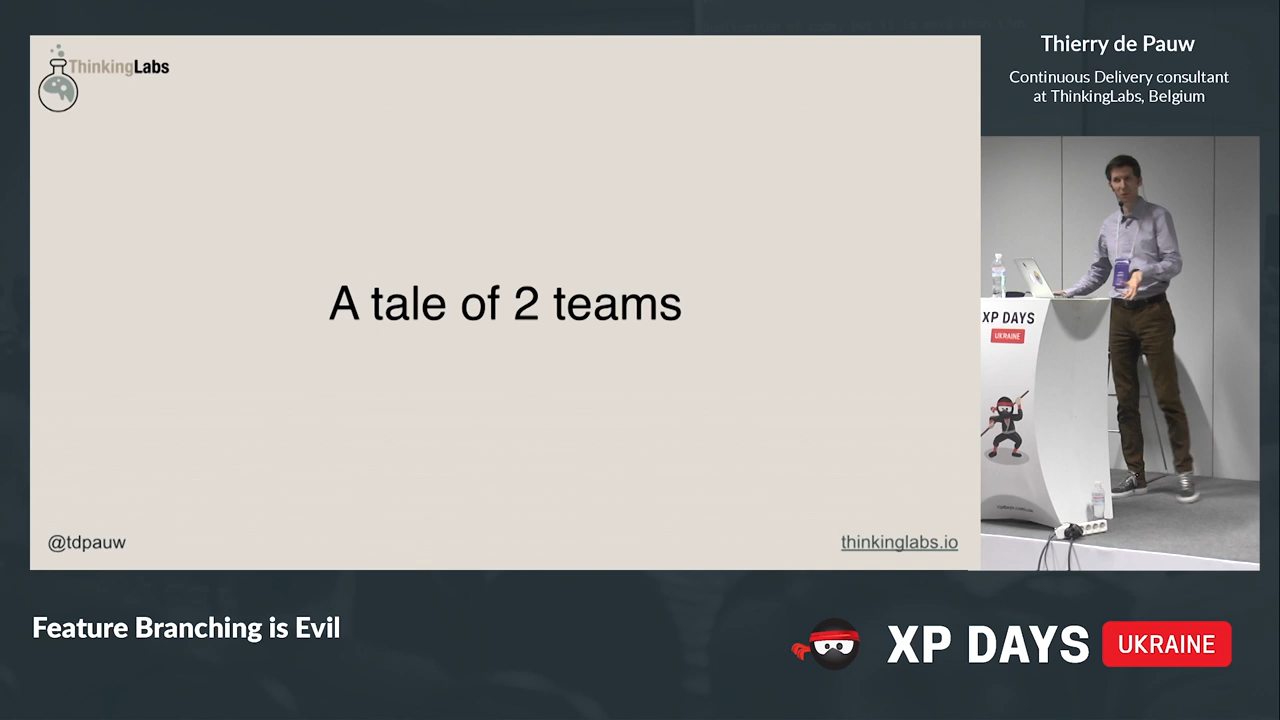 ThinkingLabs
A tale of 2 teams
@tdpauw
thinkinglabs.io
Thierry de Pauw
Continuous Delivery consultant
at ThinkingLabs, Belgium
XP DAYS
UKRAINE
Feature Branching is Evil
XP DAYS UKRAINE